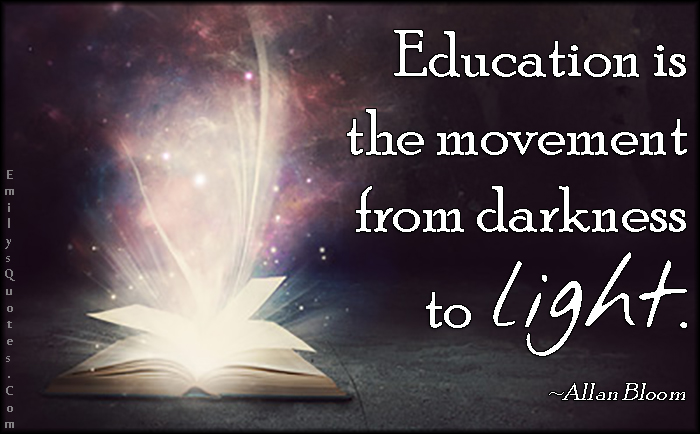 Education is
the movement
from darkness
to light.
~Allan Bloom
EmilysQuotes.Com